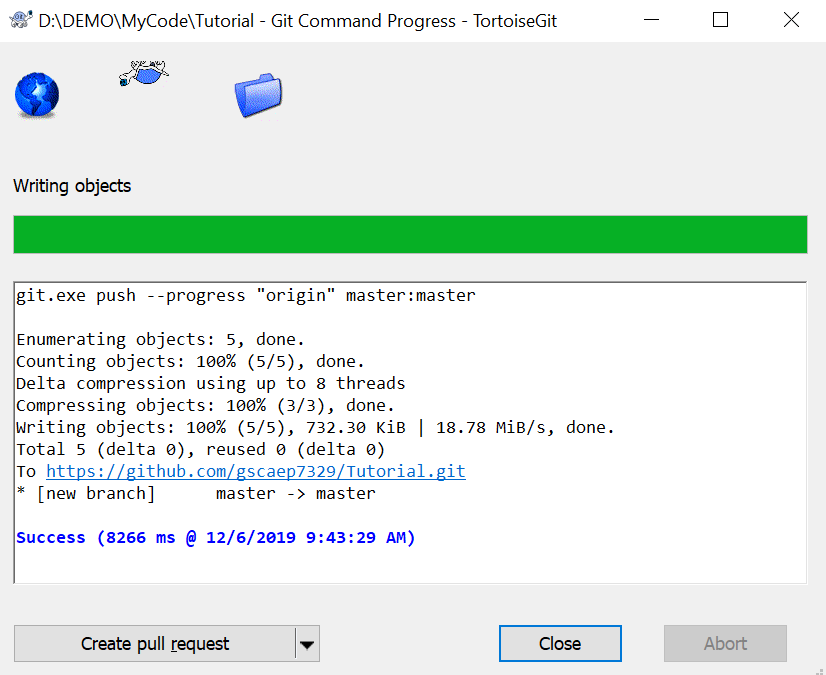 D:\DEMO\MyCode\Tutorial - Git Command Progress - TortoiseGit
Writing objects
git.exe push --progress "origin" master:master
Enumerating objects: 5, done.
Counting objects: 100% (5/5), done.
Delta compression using up to 8 threads
Compressing objects: 100% (3/3), done.
Writing objects: 100% (5/5), 732.30 KiB | 18.78 MiB/s, done.
Total 5 (delta 0), reused 0 (delta 0)
To https://github.com/gscaep7329/Tutorial.git
* [new branch]      master -> master
Success (8266 ms @ 12/6/2019 9:43:29 AM)
Create pull request
Close
Abort